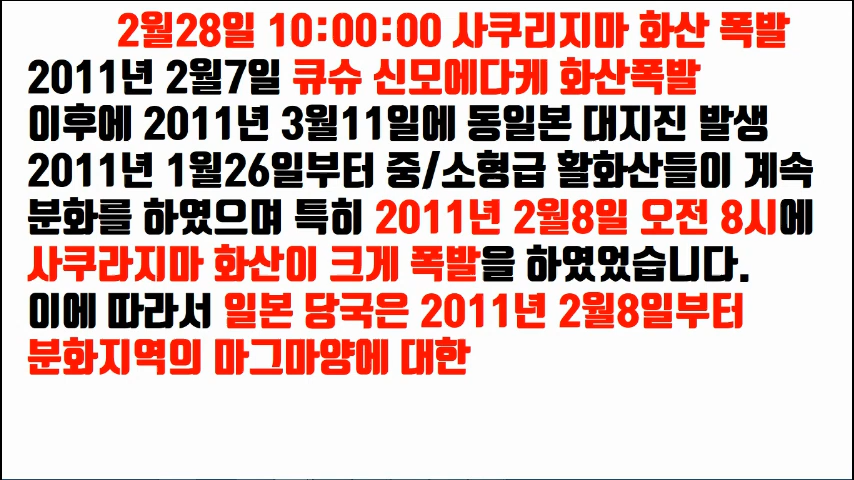 2월28일 10:00:00 사쿠리지마 화산 폭발
2011년 2월7일 큐슈 신모에다케 화산폭발
이후에 2011년 3월11일에 동일본 대지진 발생
2011년 1월26일부터 중/소형급 활화산들이 계속
분화를 하였으며 특히 2011년 2월8일 오전 8시에
사쿠라지마 화산이 크게 폭발을 하였었습니다.
이에 따라서 일본 당국은 2011년 2월8일부터
분화지역의 마그마양에 대한